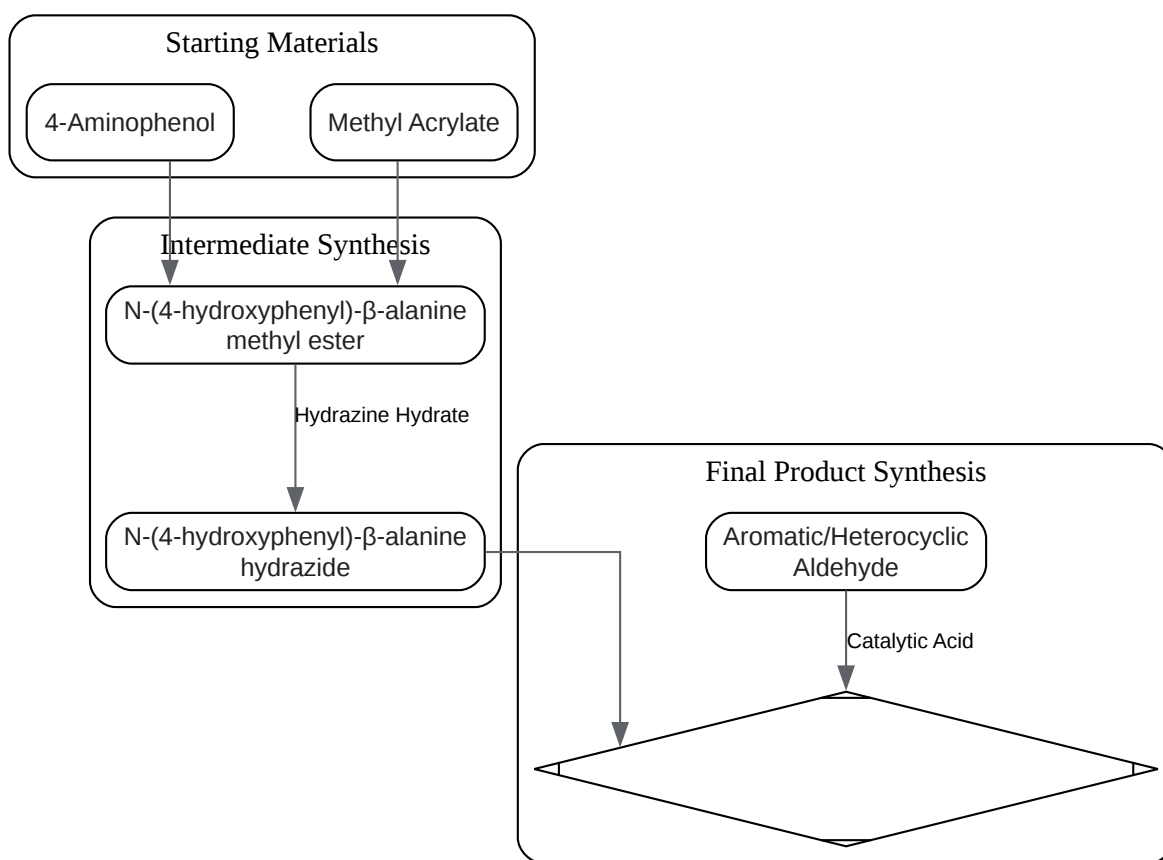 Starting Materials
4-Aminophenol
Methyl Acrylate
Intermediate Synthesis
N-(4-hydroxyphenyl)-β-alanine
methyl ester
Hydrazine Hydrate
N-(4-hydroxyphenyl)-β-alanine
hydrazide
Final Product Synthesis
Aromatic/Heterocyclic
Aldehyde
Catalytic Acid